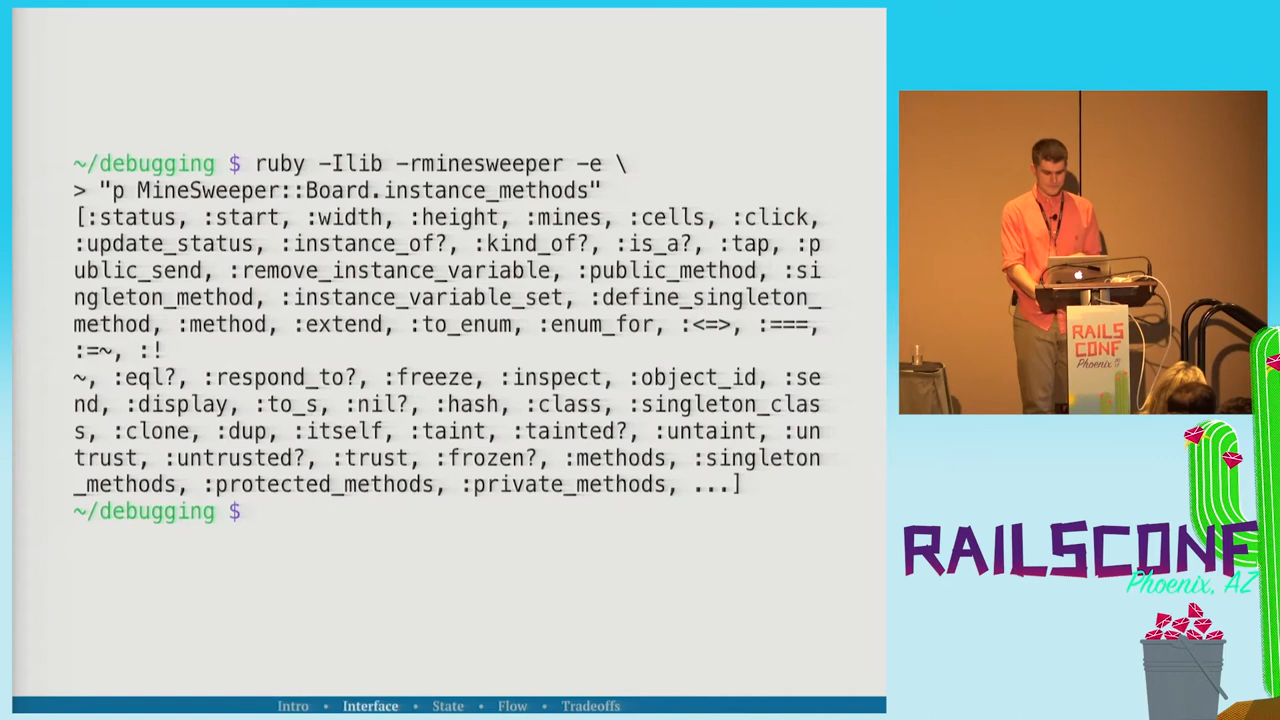 ~/debugging $ ruby -Ilib -rminesweeper -e \
> "p MineSweeper::Board.instance_methods"
[:status, :start, :width, :height, :mines, :cells, :click,
:update_status, :instance_of?, :kind_of?, :is_a?, :tap, :p
ublic_send, :remove_instance_variable, :public_method, :si
ngleton_method, :instance_variable_set, :define_singleton_
method, :method, :extend, :to_enum, :enum_for, :<=>, :===,
:=~, :!
~, :eql?, :respond_to?, :freeze, :inspect, :object_id, :se
nd, :display, :to_s, :nil?, :hash, :class, :singleton_clas
s, :clone, :dup, :itself, :taint, :tainted?, :untaint, :un
trust, :untrusted?, :trust, :frozen?, :methods, :singleton
_methods, :protected_methods, :private_methods, ...]
~/debugging $
Intro • Interface • State • Flow • Tradeoffs
RAILS
CONF
Phoenix
RAILSCONF
Phoenix, AZ